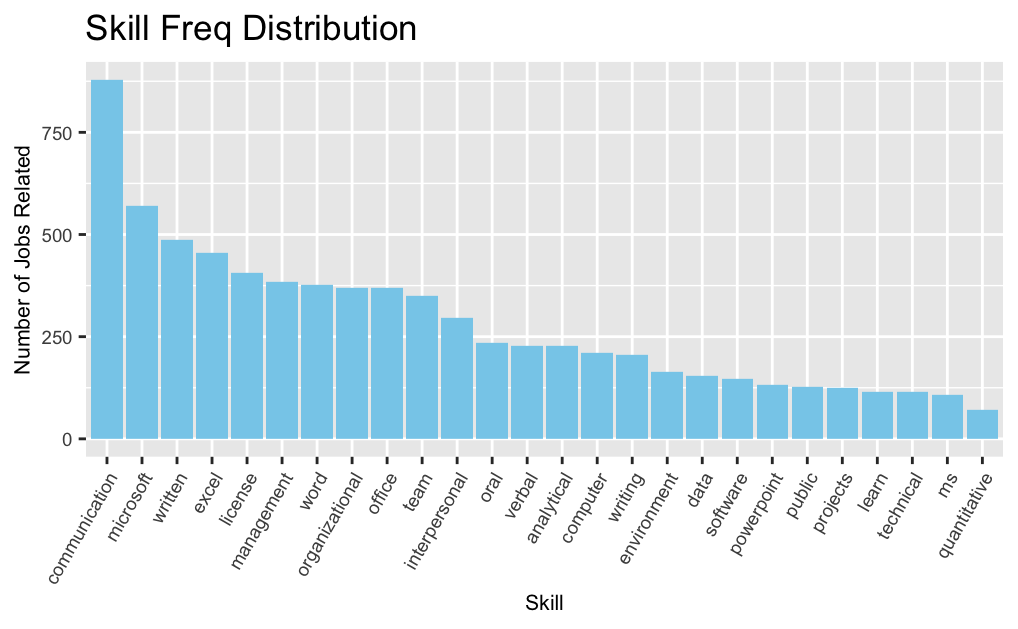 Skill Freq Distribution
Number of Jobs Related
750
500
250
0
communication
microsoft
written
excel
license
management
word
organizational
office
team
interpersonal
oral
verbal
analytical
computer
writing
environment
data
software
powerpoint
public
projects
learn
technical
ms
quantitative
Skill